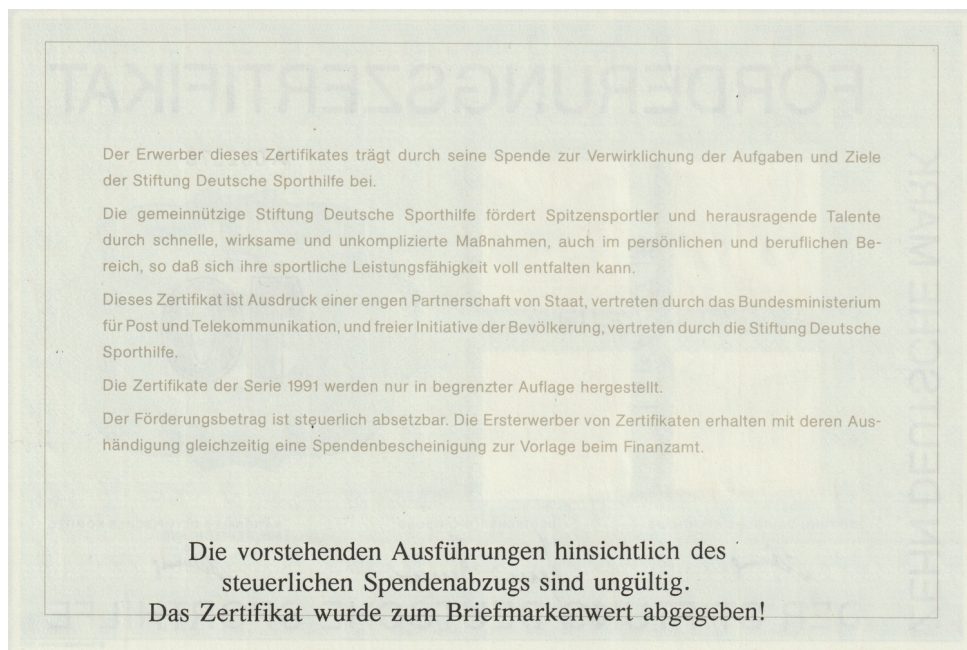 Der Erwerber dieses Zertifikates trägt durch seine Spende zur Verwirklichung der Aufgaben und Ziele
der Stiftung Deutsche Sporthilfe bei.
Die gemeinnützige Stiftung Deutsche Sporthilfe fördert Spitzensportler und herausragende Talente
durch schnelle, wirksame und unkomplizierte Maßnahmen, auch im persönlichen und beruflichen Be-
reich, so daß sich ihre sportliche Leistungsfähigkeit voll entfalten kann.
Dieses Zertifikat ist Ausdruck einer engen Partnerschaft von Staat, vertreten durch das Bundesministerium
für Post und Telekommunikation, und freier Initiative der Bevölkerung, vertreten durch die Stiftung Deutsche
Sporthilfe.
Die Zertifikate der Serie 1991 werden nur in begrenzter Auflage hergestellt.
Der Förderungsbetrag ist steuerlich absetzbar. Die Ersterwerber von Zertifikaten erhalten mit deren Aus-
händigung gleichzeitig eine Spendenbescheinigung zur Vorlage beim Finanzamt.
Die vorstehenden Ausführungen hinsichtlich des
steuerlichen Spendenabzugs sind ungültig.
Das Zertifikat wurde zum Briefmarkenwert abgegeben!